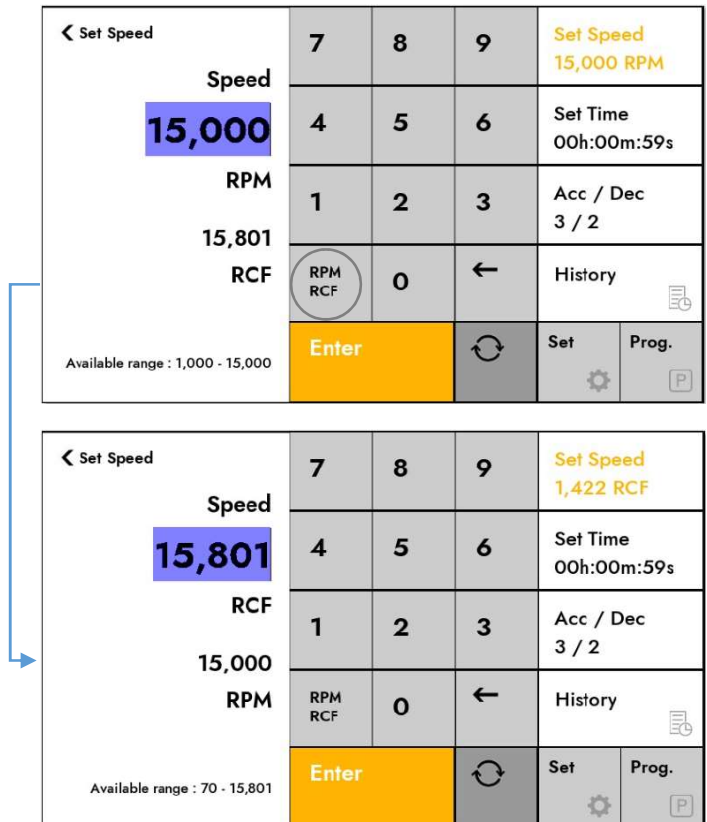 Set Speed
Speed
15,000
RPM
15,801
RCF
Available range : 1,000 - 15,000
7 8 9
4 5 6
1 2 3
RPM
RCF
0
Enter
Set Speed
15,000 RPM
Set Time
00h:00m:59s
Acc / Dec
3 / 2
History
Set
Prog.
P
Set Speed
Speed
15,801
RCF
15,000
RPM
Available range : 70 - 15,801
7 8 9
4 5 6
1 2 3
RPM
RCF
0
Enter
Set Speed
1,422 RCF
Set Time
00h:00m:59s
Acc / Dec
3 / 2
History
Set
Prog.
P